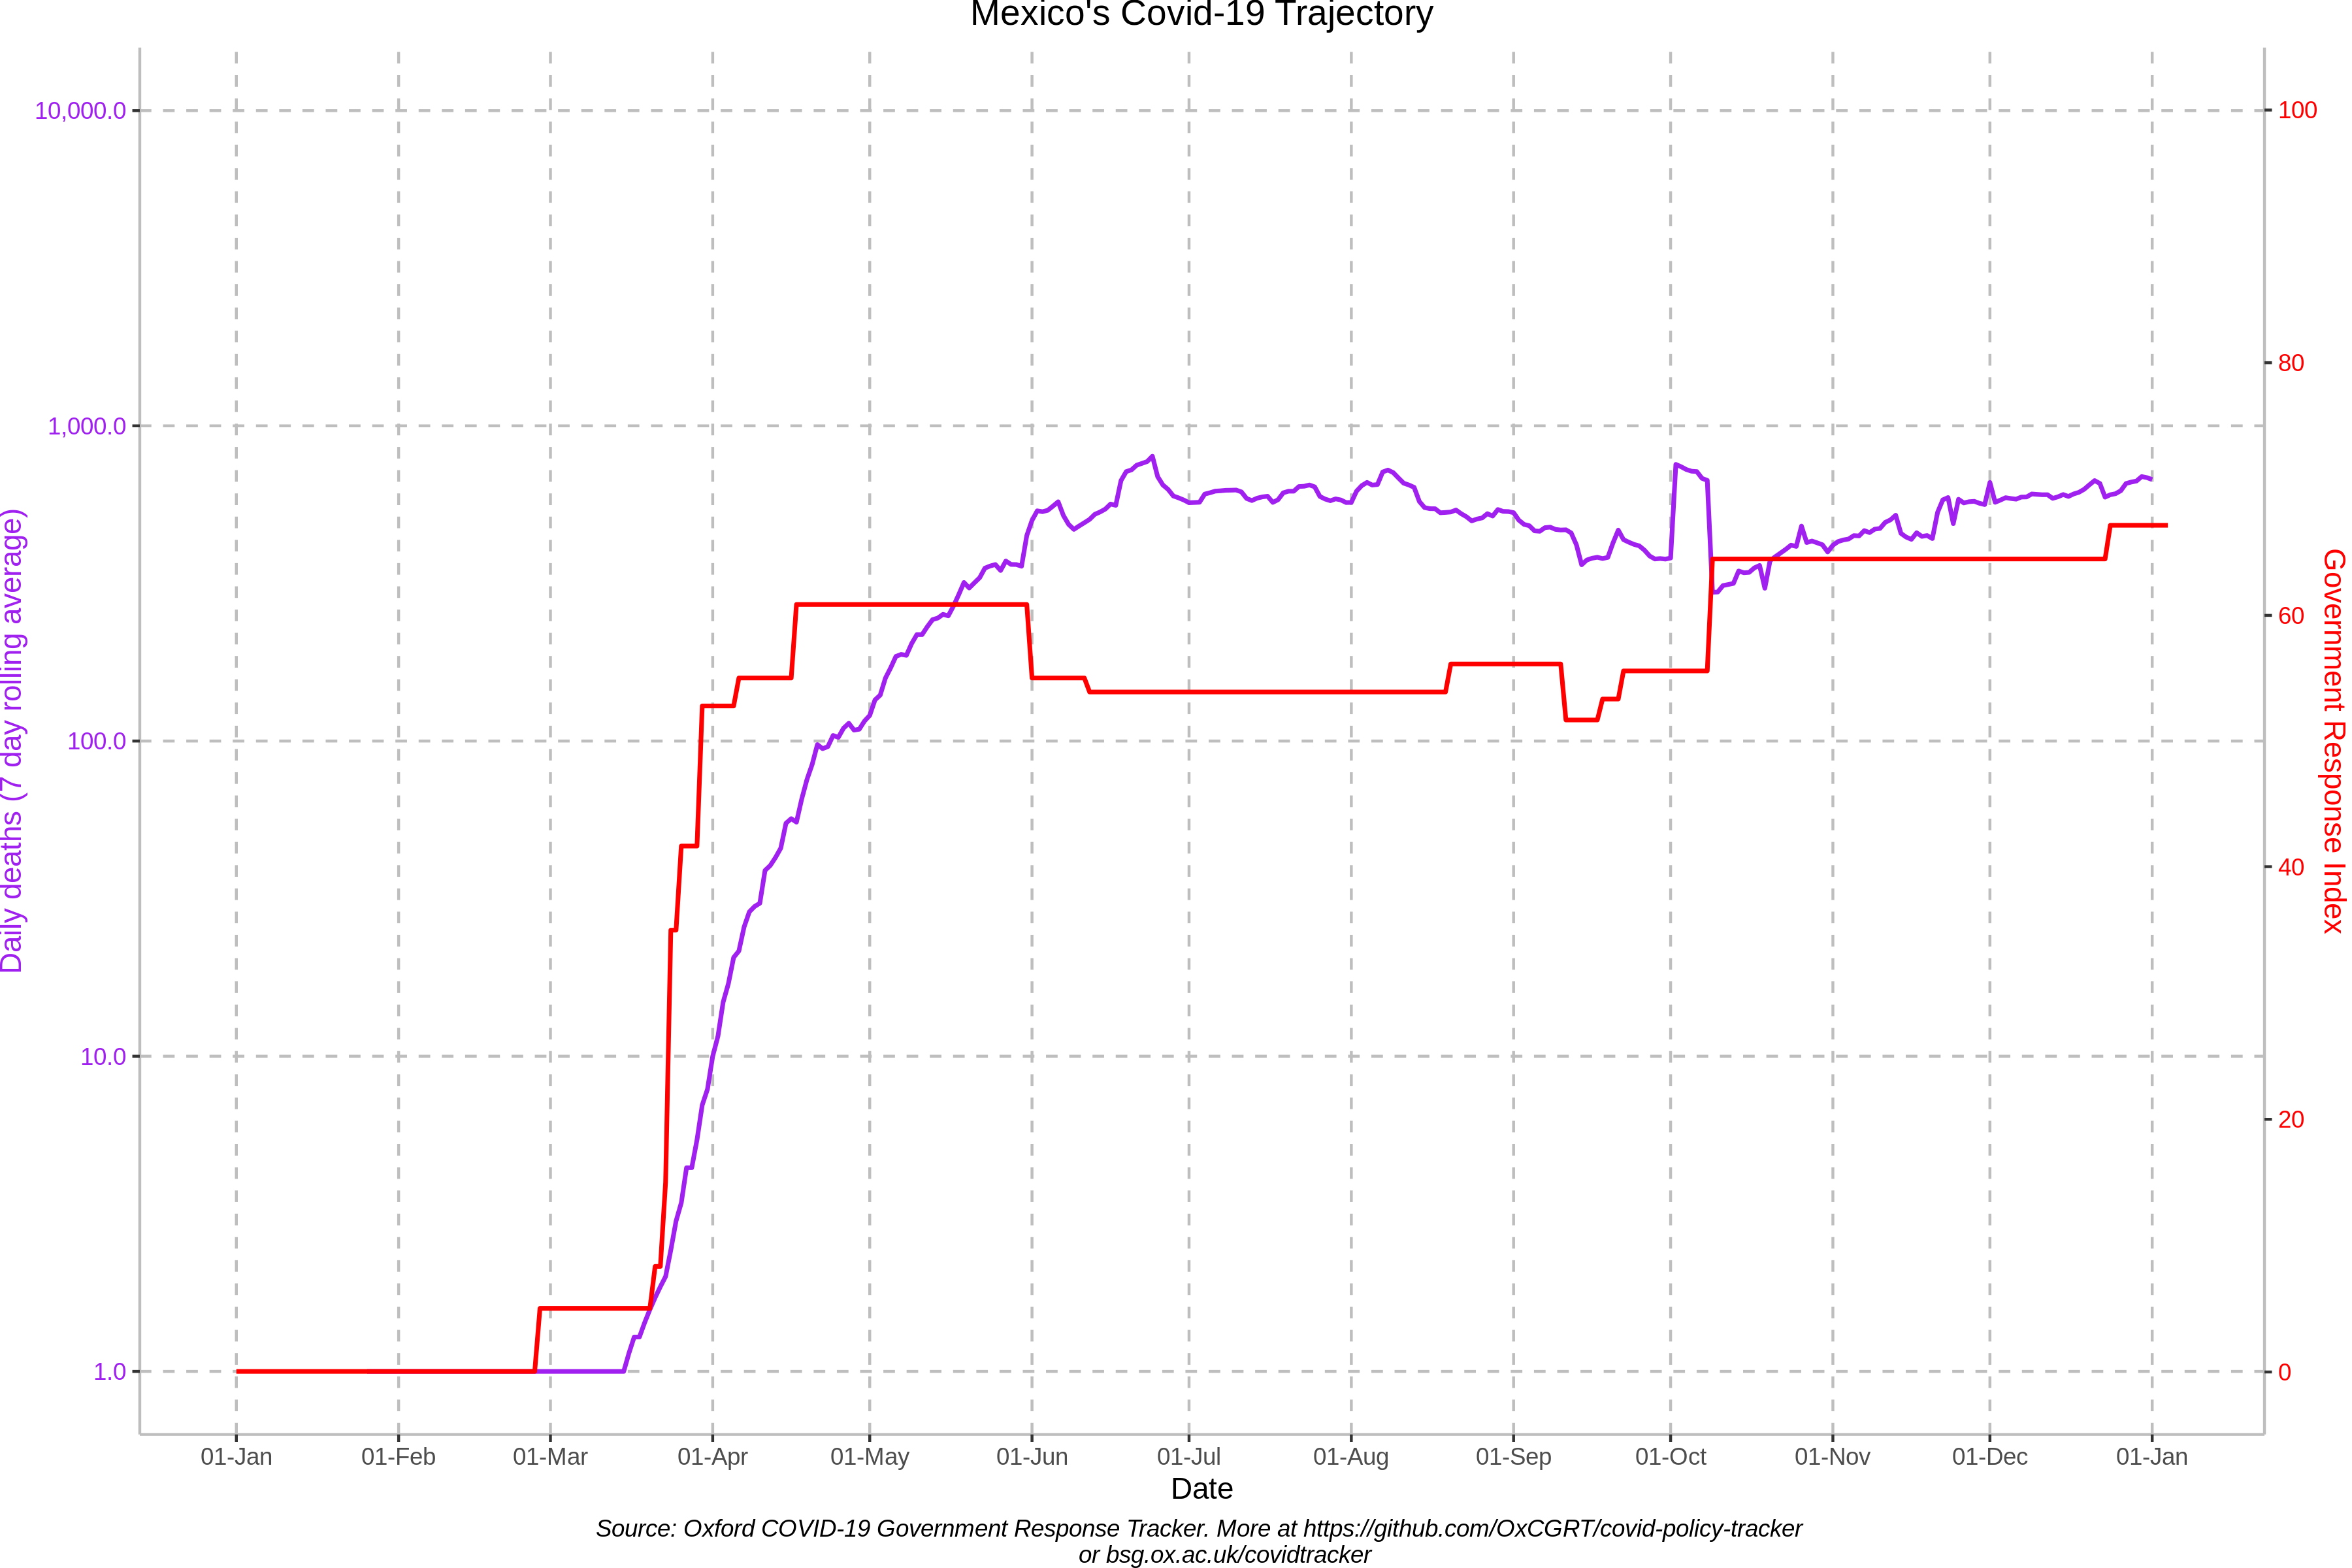 Mexico's Covid-19 Trajectory
10,000.0
1,000.0
100.0
10.0
1.0
Daily deaths (7 day rolling average)
100
80
60
40
20
0
Government Response Index
01-Jan
01-Feb
01-Mar
01-Apr
01-May
01-Jun
01-Jul
01-Aug
01-Sep
01-Oct
01-Nov
01-Dec
01-Jan
Date
Source: Oxford COVID-19 Government Response Tracker. More at https://github.com/OxCGRT/covid-policy-tracker
or bsg.ox.ac.uk/covidtracker